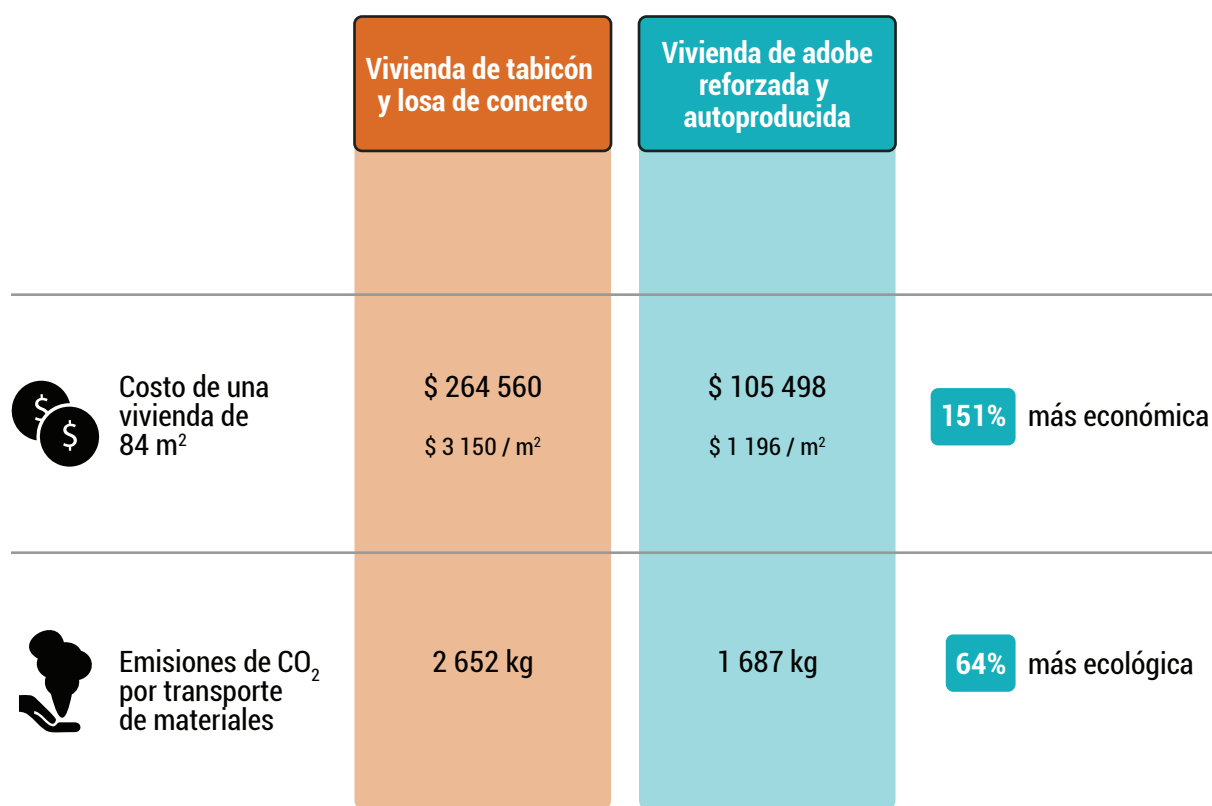 Vivienda de tabicón
y losa de concreto
Vivienda de adobe
reforzada y
autoproducida
Costo de una
vivienda de
84 m²
$ 264 560
$ 3 150 / m²
$ 105 498
$ 1 196 / m²
151% más económica
Emisiones de CO₂
por transporte
de materiales
2 652 kg
1 687 kg
64% más ecológica